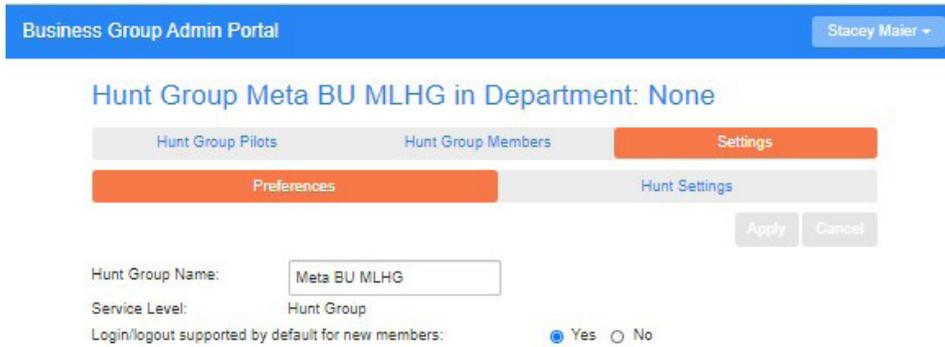 Business Group Admin Portal
Stacey Maier
Hunt Group Meta BU MLHG in Department: None
Hunt Group Pilots Hunt Group Members Settings
Preferences Hunt Settings
Apply Cancel
Hunt Group Name: Meta BU MLHG
Service Level: Hunt Group
Login/logout supported by default for new members: Yes No